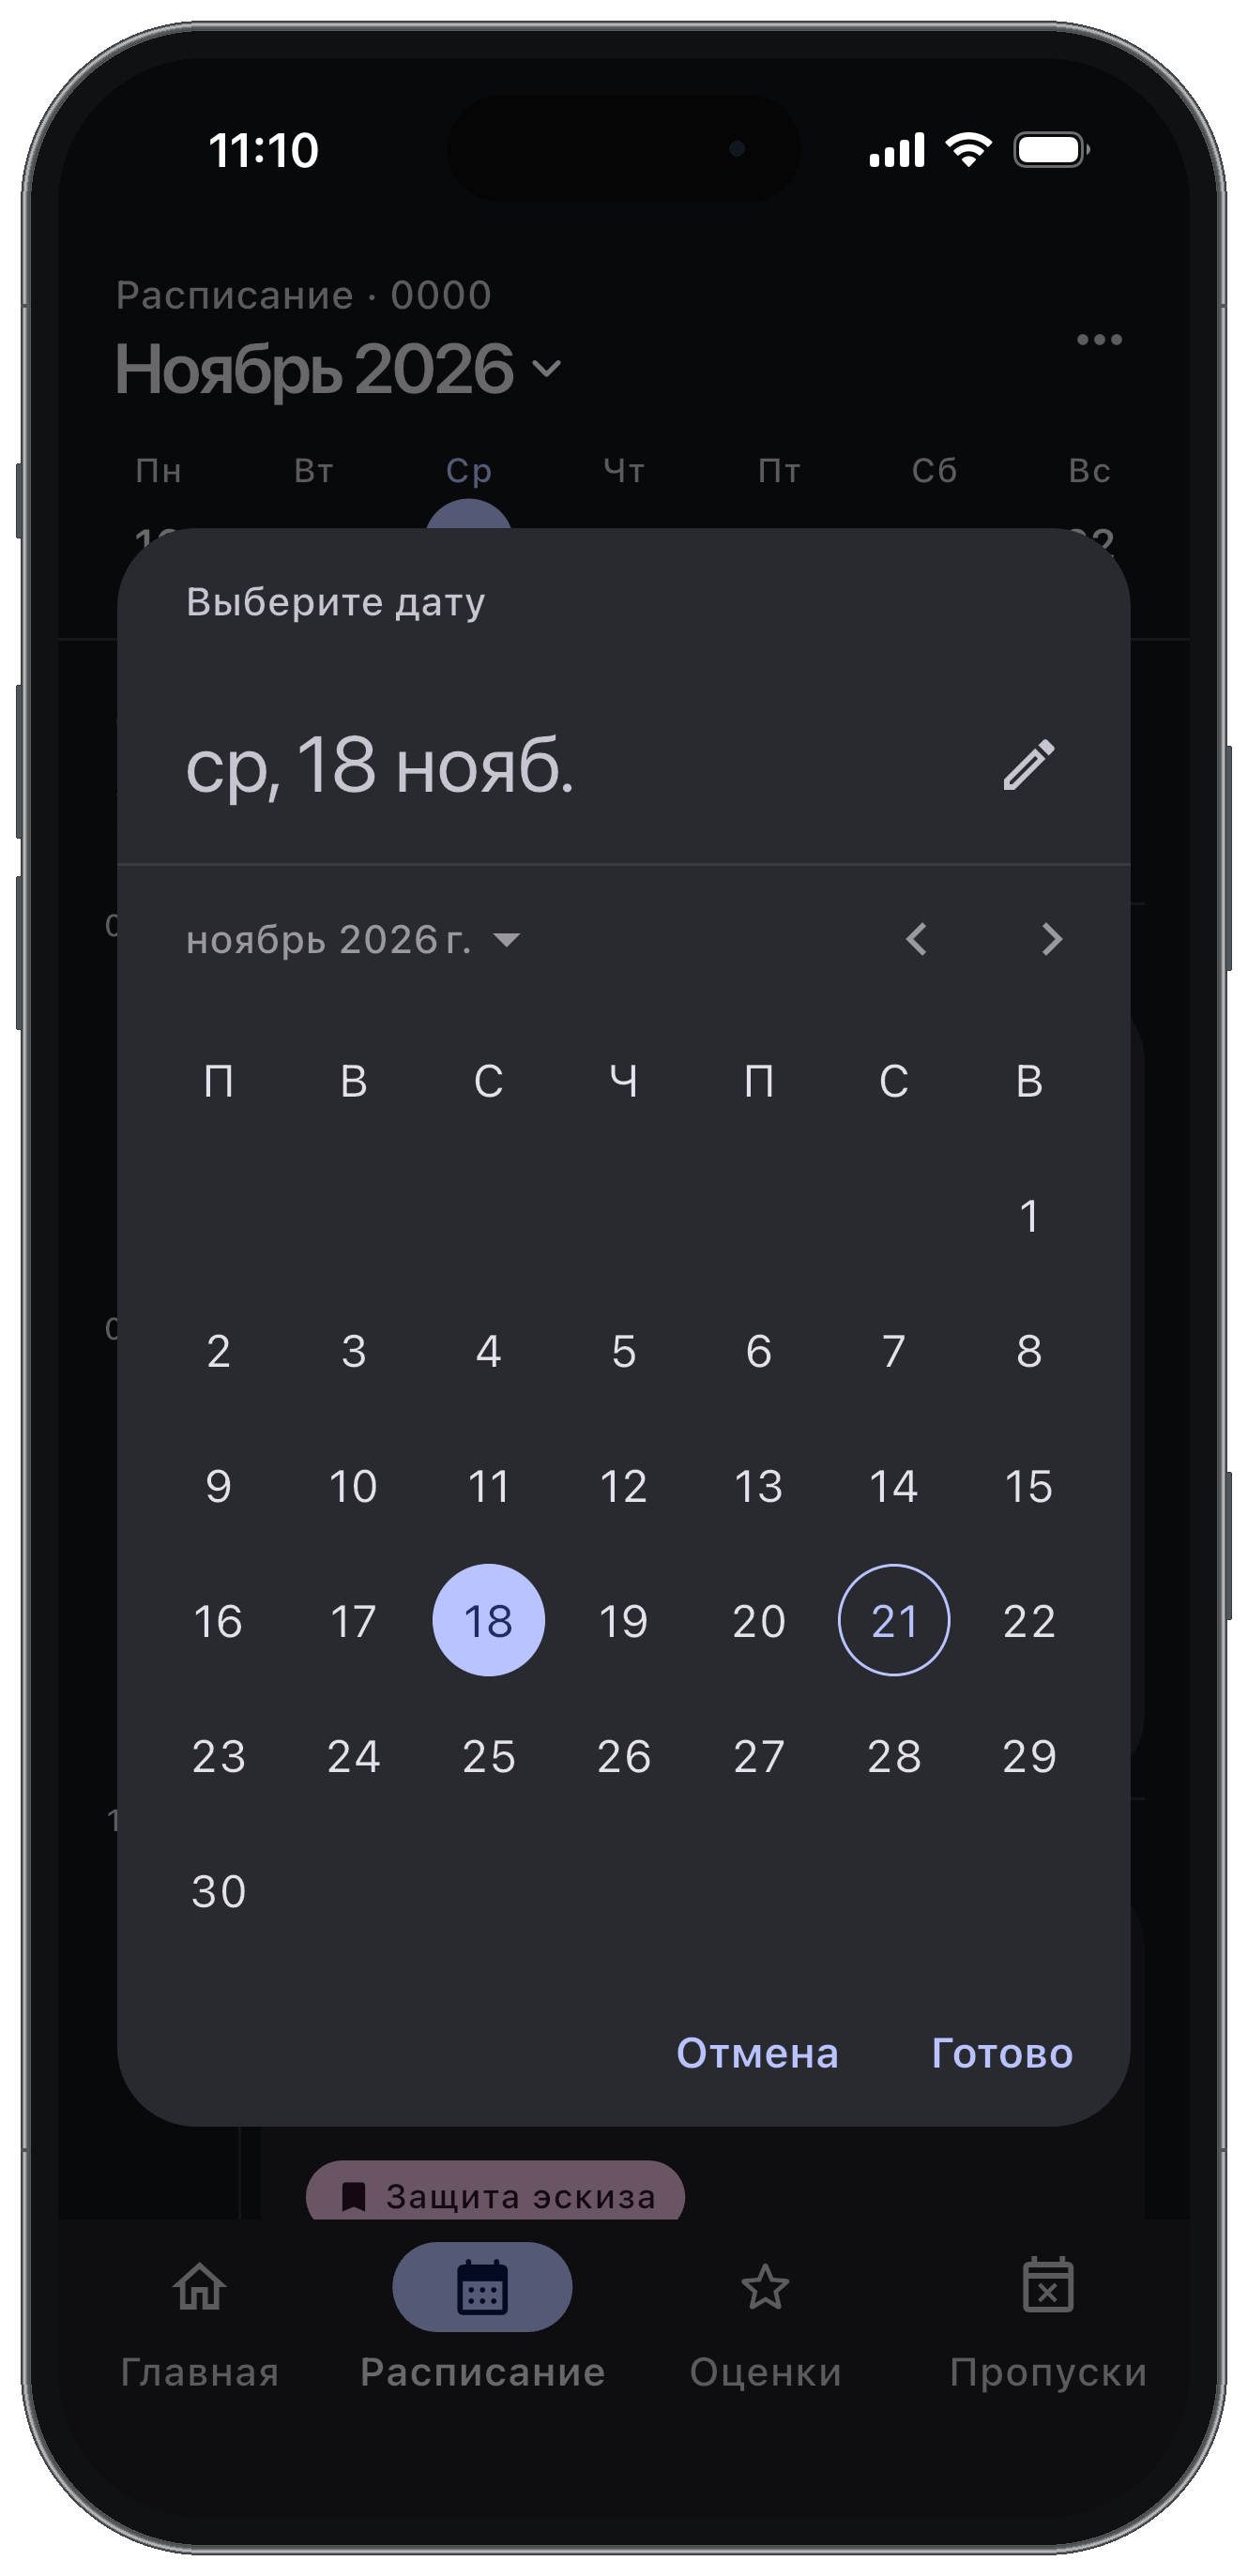 11:10
Расписание · 0000
Ноябрь 2026
Пн Вт Ср Чт Пт Сб Вс
Выберите дату
ср, 18 нояб.
ноябрь 2026 г.
П В С Ч П С В
1
2 3 4 5 6 7 8
9 10 11 12 13 14 15
16 17 18 19 20 21 22
23 24 25 26 27 28 29
30
Отмена Готово
Защита эскиза
Главная Расписание Оценки Пропуски